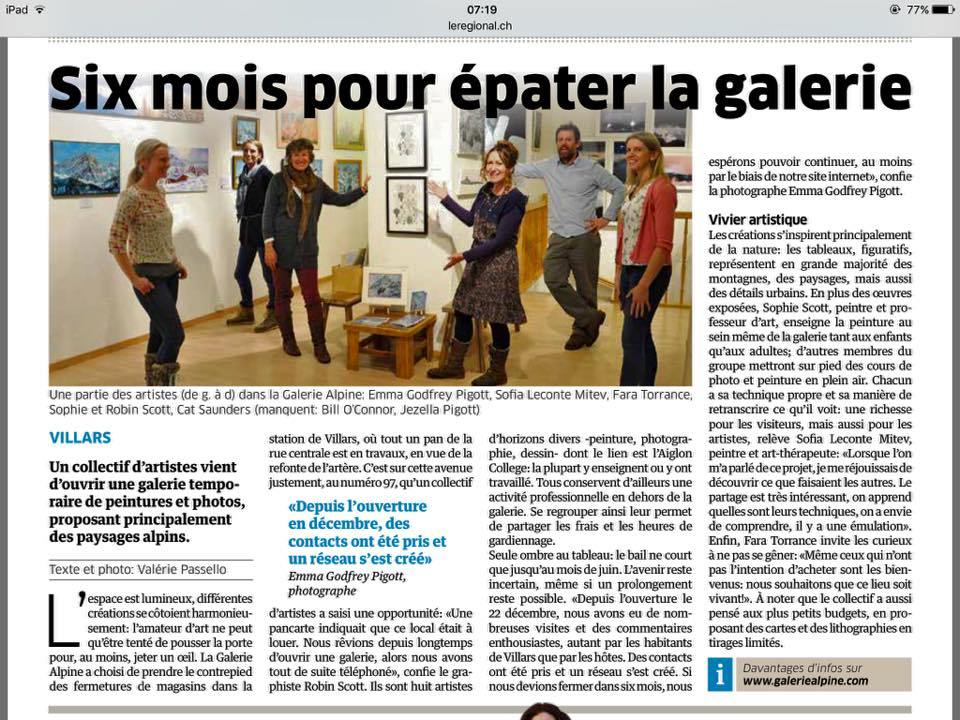 iPad
07:19
77%
leregional.ch
Six mois pour épater la galerie
Une partie des artistes (de g. à d) dans la Galerie Alpine: Emma Godfrey Pigott, Sofia Leconte Mitev, Fara Torrance,
Sophie et Robin Scott, Cat Saunders (manquent: Bill O'Connor, Jezella Pigott)
VILLARS
Un collectif d'artistes vient
d'ouvrir une galerie tempo-
raire de peintures et photos,
proposant principalement
des paysages alpins.
Texte et photo: Valérie Passello
L'espace est lumineux, différentes
créations se côtoient harmonieu-
sement: l'amateur d'art ne peut
qu'être tenté de pousser la porte
pour, au moins, jeter un œil. La Galerie
Alpine a choisi de prendre le contrepied
des fermetures de magasins dans la
station de Villars, où tout un pan de la
rue centrale est en travaux, en vue de la
refonte de l'artère. C'est sur cette avenue
justement, au numéro 97, qu'un collectif
«Depuis l'ouverture
en décembre, des
contacts ont été pris et
un réseau s'est créé»
Emma Godfrey Pigott,
photographe
d'artistes a saisi une opportunité: «Une
pancarte indiquait que ce local était à
louer. Nous rêvions depuis longtemps
d'ouvrir une galerie, alors nous avons
tout de suite téléphoné», confie le gra-
phiste Robin Scott. Ils sont huit artistes
d'horizons divers -peinture, photogra-
phie, dessin- dont le lien est l'Aiglon
College: la plupart y enseignent ou y ont
travaillé. Tous conservent d'ailleurs une
activité professionnelle en dehors de la
galerie. Se regrouper ainsi leur permet
de partager les frais et les heures de
gardiennage.
Seule ombre au tableau: le bail ne court
que jusqu'au mois de juin. L'avenir reste
incertain, même si un prolongement
reste possible. «Depuis l'ouverture le
22 décembre, nous avons eu de nom-
breuses visites et des commentaires
enthousiastes, autant par les habitants
de Villars que par les hôtes. Des contacts
ont été pris et un réseau s'est créé. Si
nous devions fermer dans six mois, nous
espérons pouvoir continuer, au moins
par le biais de notre site internet», confie
la photographe Emma Godfrey Pigott.
Vivier artistique
Les créations s'inspirent principalement
de la nature: les tableaux, figuratifs,
représentent en grande majorité des
montagnes, des paysages, mais aussi
des détails urbains. En plus des œuvres
exposées, Sophie Scott, peintre et pro-
fesseur d'art, enseigne la peinture au
sein même de la galerie tant aux enfants
qu'aux adultes; d'autres membres du
groupe mettront sur pied des cours de
photo et peinture en plein air. Chacun
a sa technique propre et sa manière de
retranscrire ce qu'il voit: une richesse
pour les visiteurs, mais aussi pour les
artistes, relève Sofia Leconte Mitev,
peintre et art-thérapeute: «Lorsque l'on
m'a parlé de ce projet, je me réjouissais de
découvrir ce que faisaient les autres. Le
partage est très intéressant, on apprend
quelles sont leurs techniques, on a envie
de comprendre, il y a une émulation».
Enfin, Fara Torrance invite les curieux
à ne pas se gêner: «Même ceux qui n'ont
pas l'intention d'acheter sont les bien-
venus: nous souhaitons que ce lieu soit
vivant!». À noter que le collectif a aussi
pensé aux plus petits budgets, en pro-
posant des cartes et des lithographies en
tirages limités.
i
Davantages d'infos sur
www.galeriealpine.com